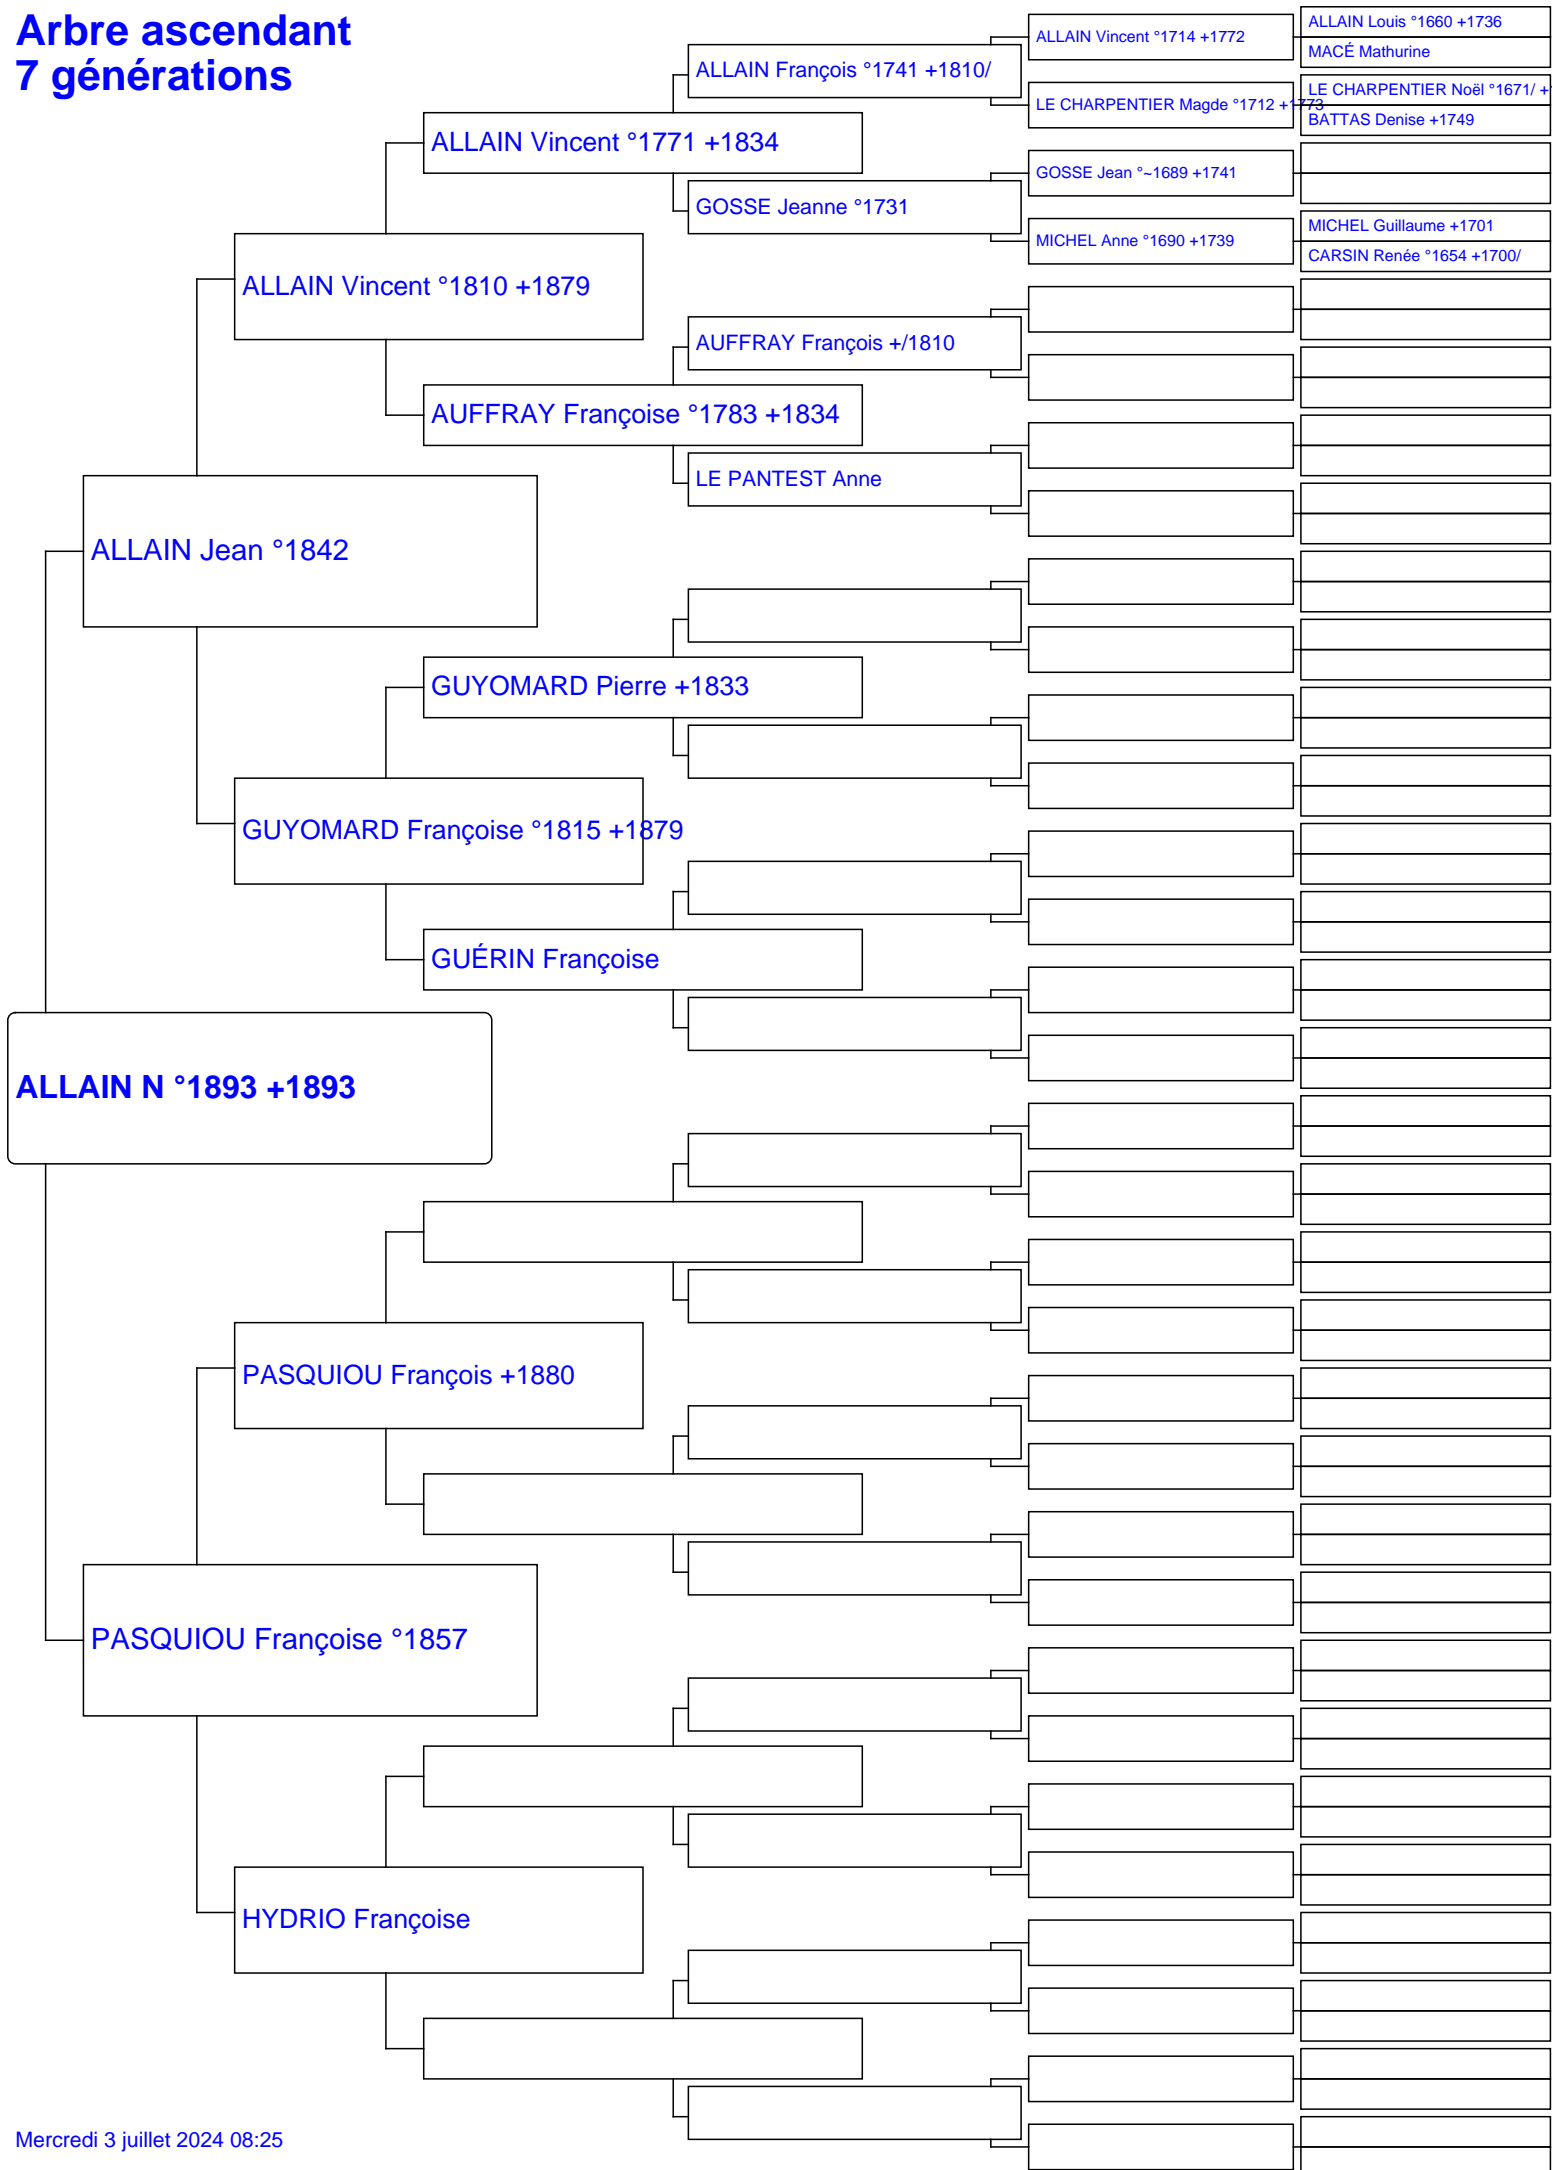 Arbre ascendant
7 générations
ALLAIN Louis °1660 +1736
ALLAIN Vincent °1714 +1772
MACÉ Mathurine
ALLAIN François °1741 +1810/
LE CHARPENTIER Noël °1671/ +
LE CHARPENTIER Magde °1712 +1773
BATTAS Denise +1749
ALLAIN Vincent °1771 +1834
GOSSE Jean °~1689 +1741
GOSSE Jeanne °1731
MICHEL Guillaume +1701
MICHEL Anne °1690 +1739
CARSIN Renée °1654 +1700/
ALLAIN Vincent °1810 +1879
AUFFRAY François +/1810
AUFFRAY Françoise °1783 +1834
LE PANTEST Anne
ALLAIN Jean °1842
GUYOMARD Pierre +1833
GUYOMARD Françoise °1815 +1879
GUÉRIN Françoise
ALLAIN N °1893 +1893
PASQUIOU François +1880
PASQUIOU Françoise °1857
HYDRIO Françoise
Mercredi 3 juillet 2024 08:25